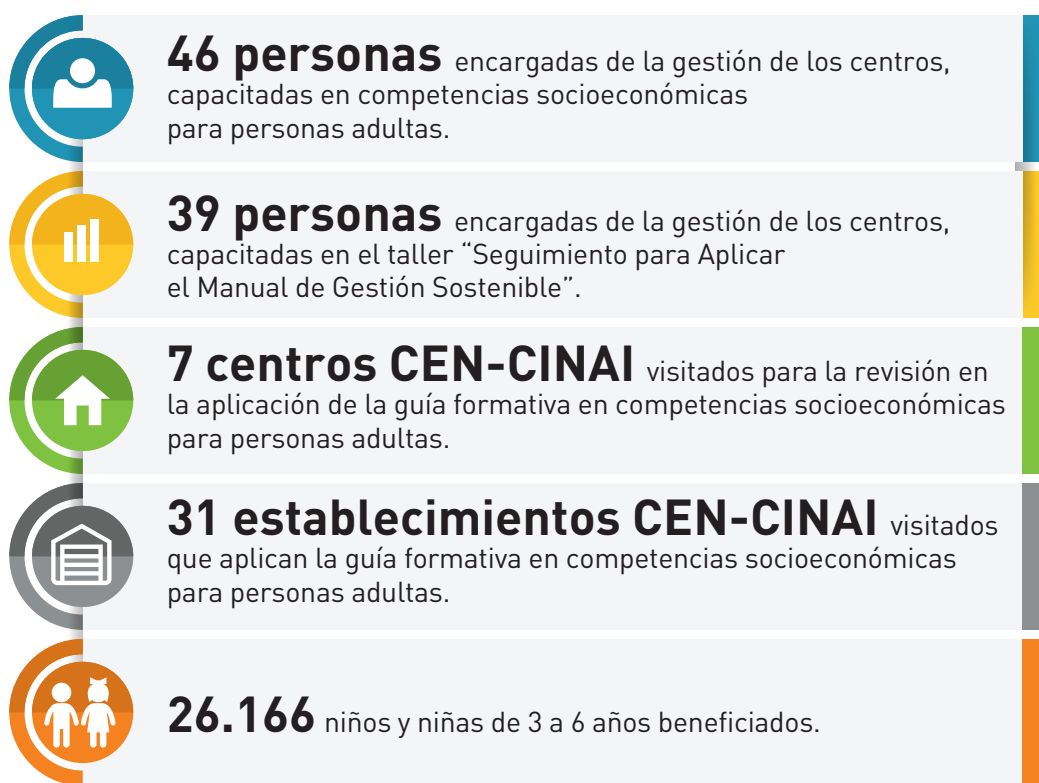 46 personas encargadas de la gestión de los centros,
capacitadas en competencias socioeconómicas
para personas adultas.
39 personas encargadas de la gestión de los centros,
capacitadas en el taller “Seguimiento para Aplicar
el Manual de Gestión Sostenible”.
7 centros CEN-CINAI visitados para la revisión en
la aplicación de la guía formativa en competencias socioeconómicas
para personas adultas.
31 establecimientos CEN-CINAI visitados
que aplican la guía formativa en competencias socioeconómicas
para personas adultas.
26.166 niños y niñas de 3 a 6 años beneficiados.